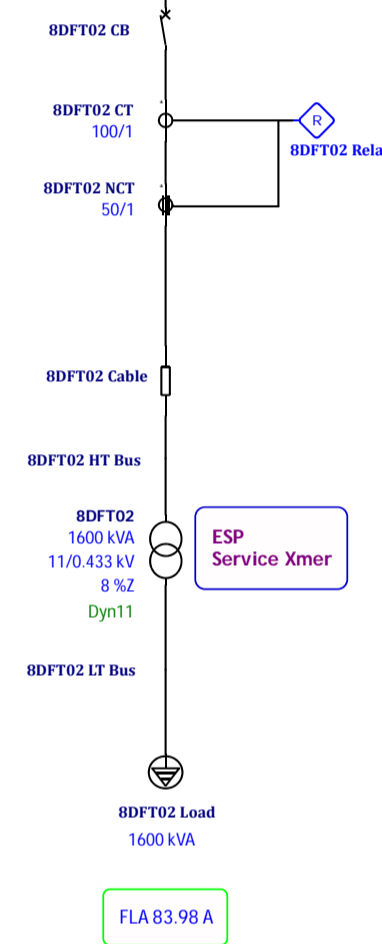 8DFT02 CB
8DFT02 CT
100/1
R
8DFT02 Rela
8DFT02 NCT
50/1
8DFT02 Cable
8DFT02 HT Bus
8DFT02
1600 kVA
11/0.433 kV
8 %Z
Dyn11
ESP
Service Xmer
8DFT02 LT Bus
8DFT02 Load
1600 kVA
FLA 83.98 A